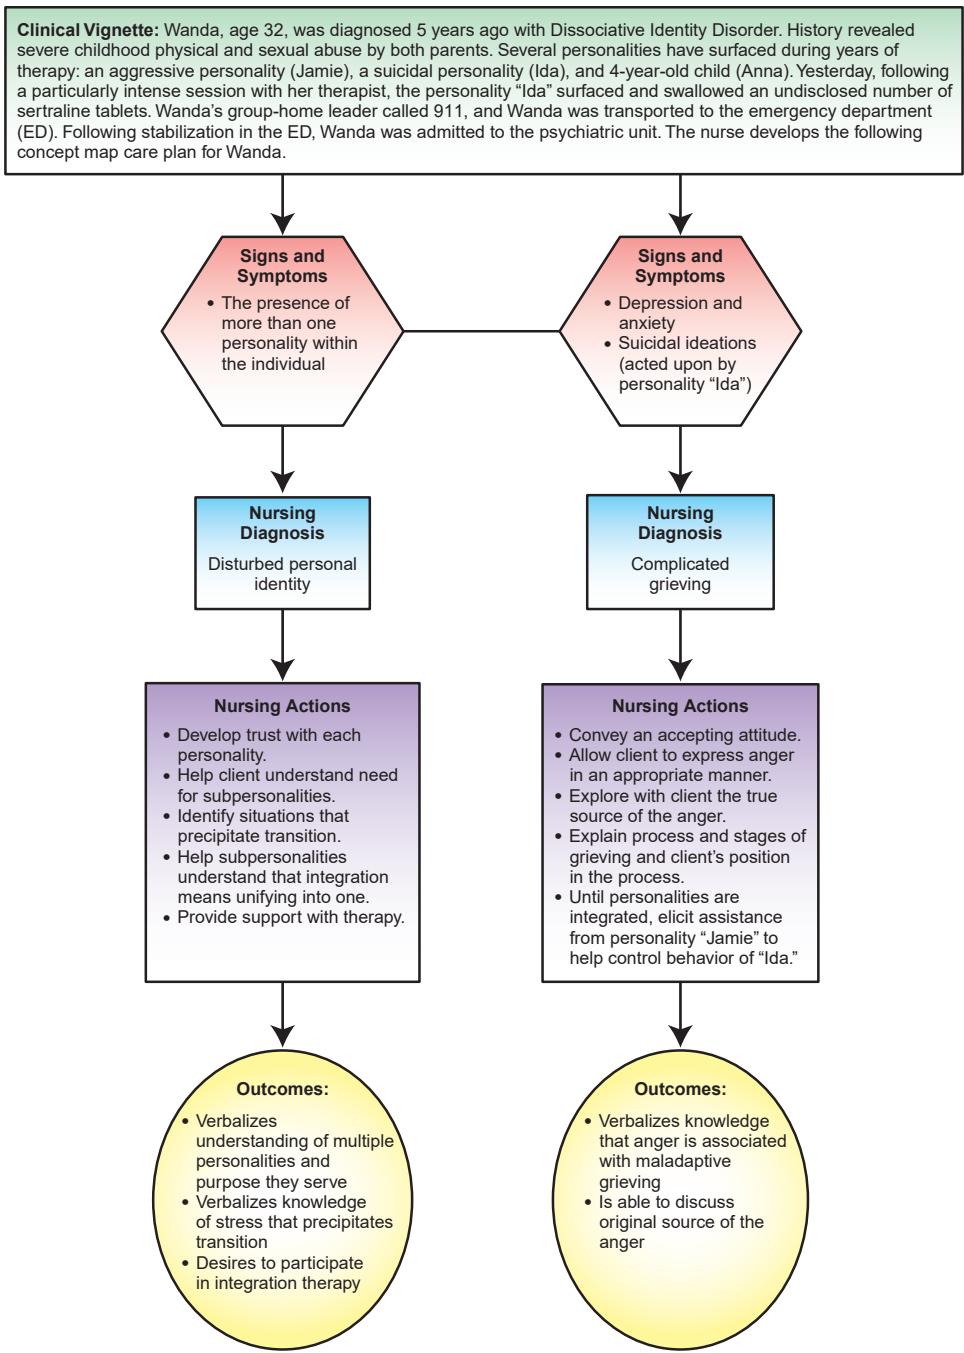 Clinical Vignette: Wanda, age 32, was diagnosed 5 years ago with Dissociative Identity Disorder. History revealed
severe childhood physical and sexual abuse by both parents. Several personalities have surfaced during years of
therapy: an aggressive personality (Jamie), a suicidal personality (Ida), and 4-year-old child (Anna). Yesterday, following
a particularly intense session with her therapist, the personality “Ida” surfaced and swallowed an undisclosed number of
sertraline tablets. Wanda’s group-home leader called 911, and Wanda was transported to the emergency department
(ED). Following stabilization in the ED, Wanda was admitted to the psychiatric unit. The nurse develops the following
concept map care plan for Wanda.
Signs and
Symptoms
• The presence of
more than one
personality within
the individual
Signs and
Symptoms
• Depression and
anxiety
• Suicidal ideations
(acted upon by
personality “Ida”)
Nursing
Diagnosis
Disturbed personal
identity
Nursing
Diagnosis
Complicated
grieving
Nursing Actions
• Develop trust with each
personality.
• Help client understand need
for subpersonalities.
• Identify situations that
precipitate transition.
• Help subpersonalities
understand that integration
means unifying into one.
• Provide support with therapy.
Nursing Actions
• Convey an accepting attitude.
• Allow client to express anger
in an appropriate manner.
• Explore with client the true
source of the anger.
• Explain process and stages of
grieving and client’s position
in the process.
• Until personalities are
integrated, elicit assistance
from personality “Jamie” to
help control behavior of “Ida.”
Outcomes:
• Verbalizes
understanding of multiple
personalities and
purpose they serve
• Verbalizes knowledge
of stress that precipitates
transition
• Desires to participate
in integration therapy
Outcomes:
• Verbalizes knowledge
that anger is associated
with maladaptive
grieving
• Is able to discuss
original source of the
anger